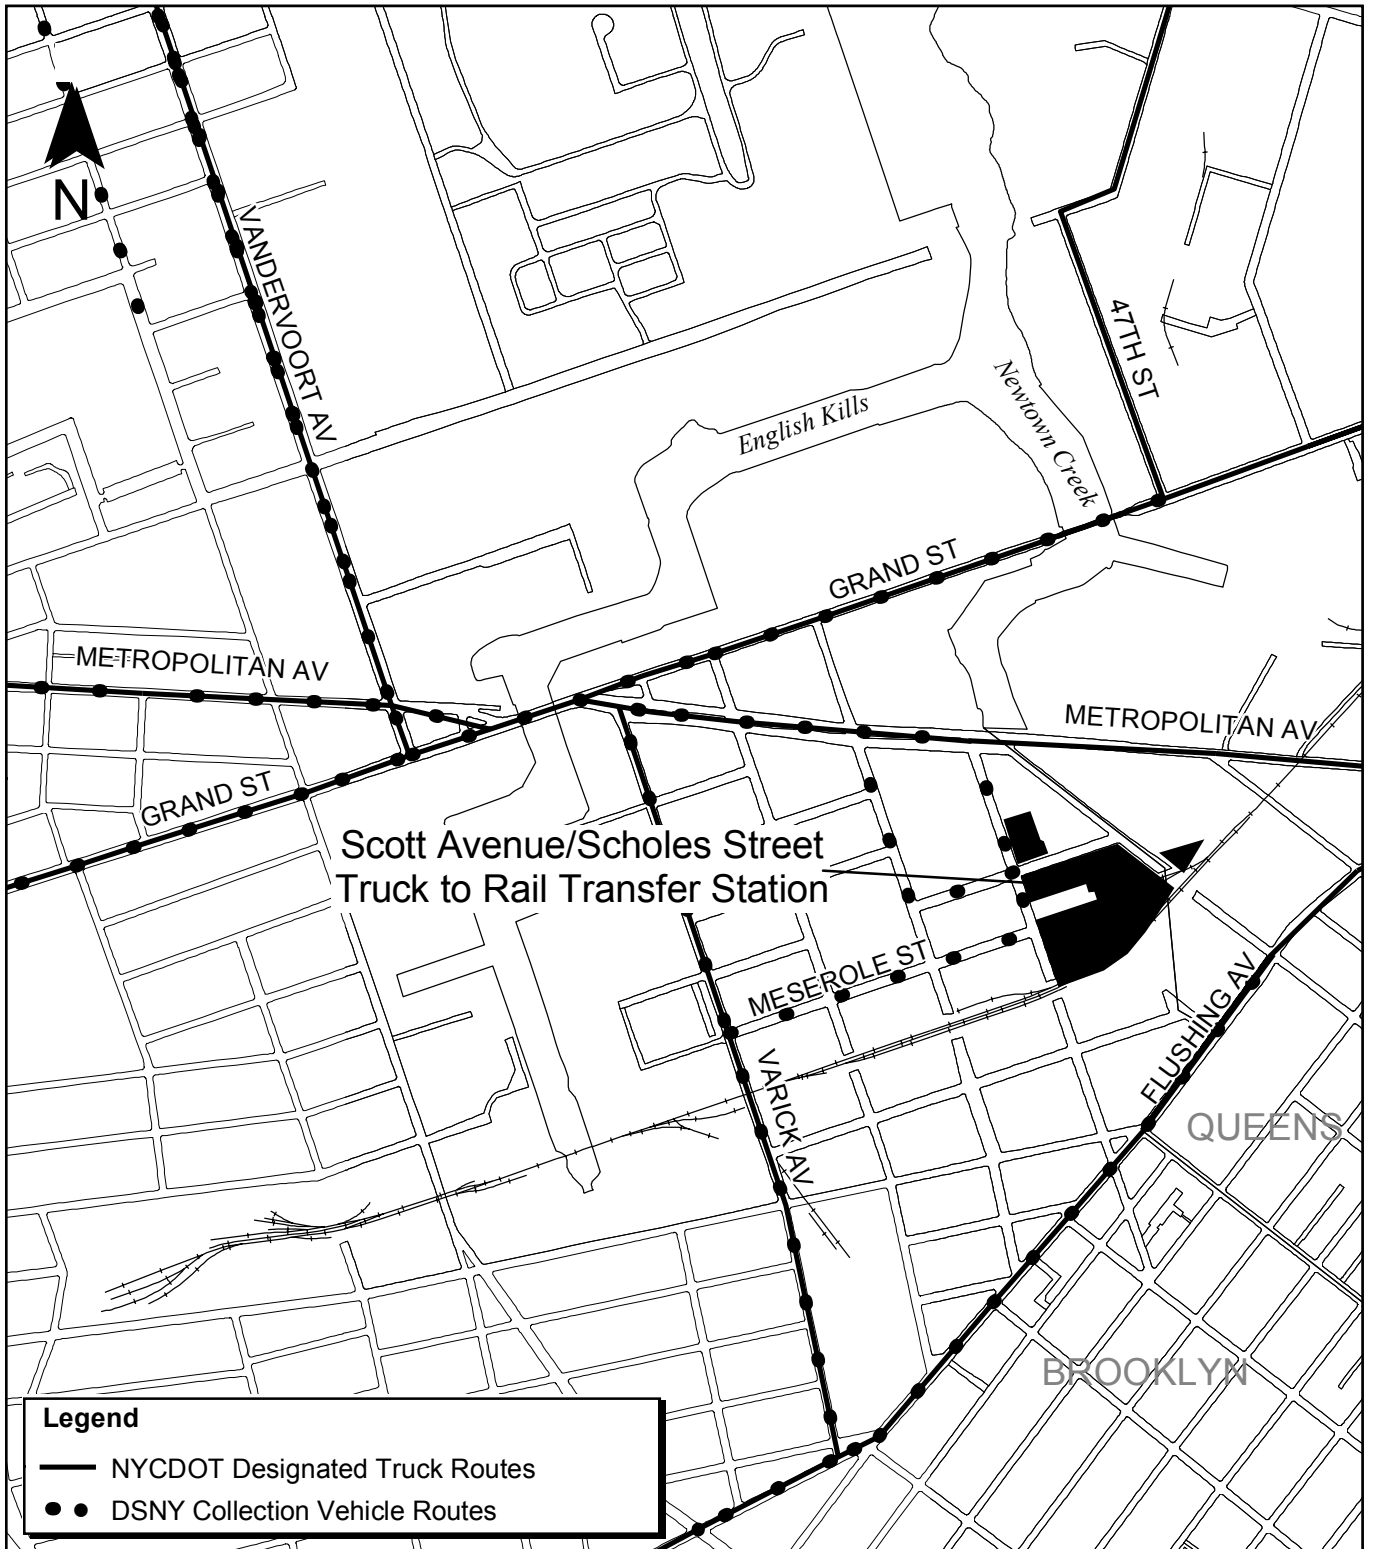 N
VANDERVOORT AV
47TH ST
English Kills
Newtown Creek
GRAND ST
METROPOLITAN AV
METROPOLITAN AV
GRAND ST
Scott Avenue/Scholes Street
Truck to Rail Transfer Station
MESEROLE ST
VARICK AV
FLUSHING AV
QUEENS
BROOKLYN
Legend
NYCDOT Designated Truck Routes
DSNY Collection Vehicle Routes